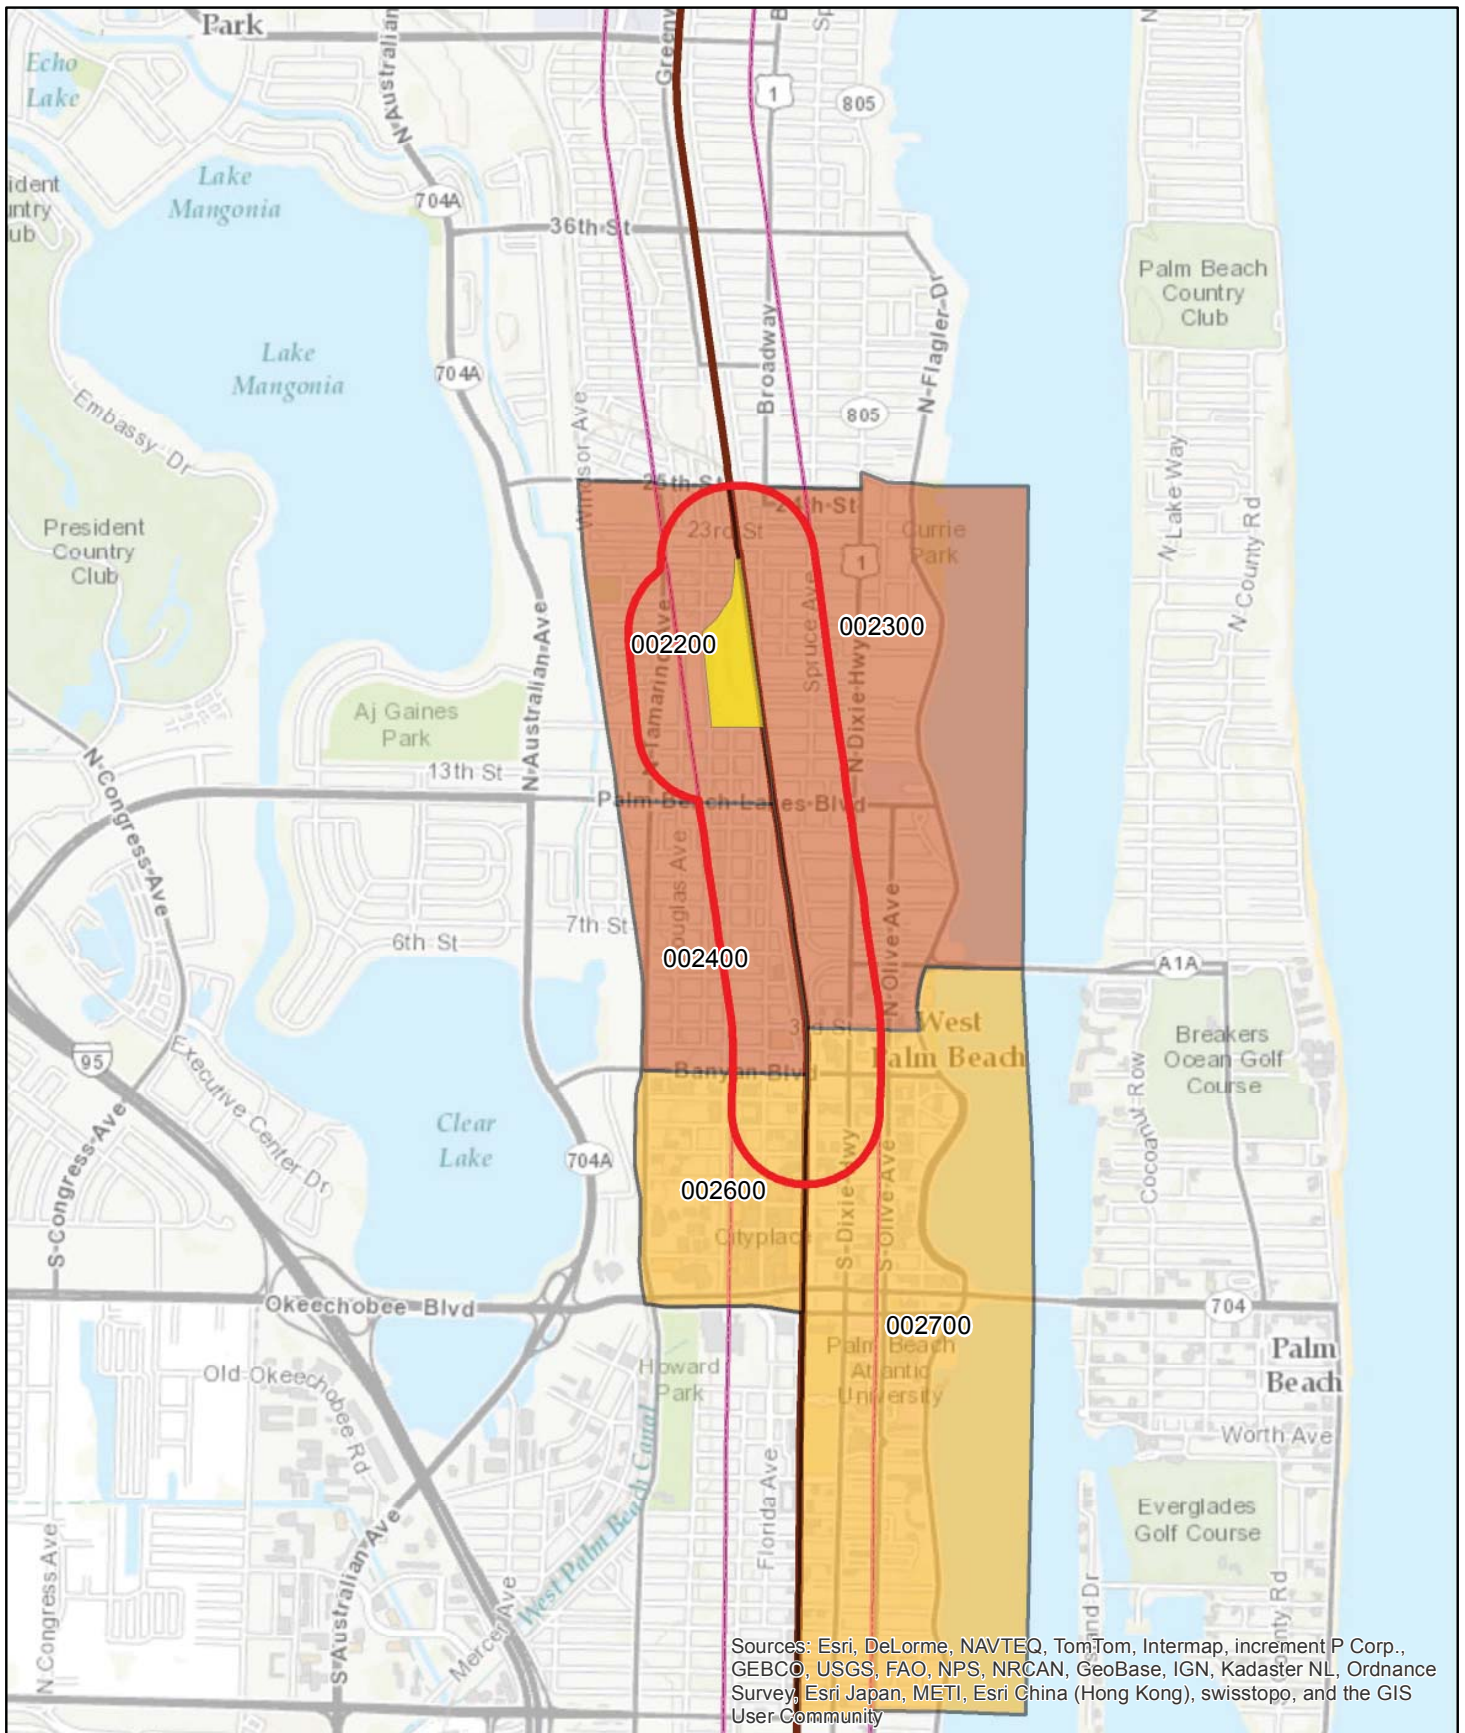 Park
Echo
Lake
N Australian
Greenw
B
Sp
N
1
805
ident
untry
ub
Lake
Mangonia
704A
36th St
Palm Beach
Country
Club
N Flagler Dr
Lake
Mangonia
704A
Broadway
805
Embassy Dr
Windsor Ave
25th St
24th St
23rd St
Currie
Park
1
N Lake Way
N County Rd
President
Country
Club
N Australian Ave
002200
002300
N Tamarind Ave
Spruce Ave
N Dixie Hwy
Aj Gaines
Park
13th St
N Congress Ave
Palm Beach Lakes Blvd
Douglas Ave
N Olive Ave
7th St
6th St
002400
A1A
3rd St
West
Palm Beach
Breakers
Ocean Golf
Course
95
Executive Center Dr
Banyan Blvd
Cocoanut Row
Clear
Lake
704A
S Congress Ave
002600
S Dixie Hwy
S Olive Ave
Cityplace
Okeechobee Blvd
704
002700
Palm Beach
Atlantic
University
Palm
Beach
Howard
Park
Old Okeechobee Rd
Worth Ave
West Palm Beach Canal
Florida Ave
Everglades
Golf Course
N Congress Ave
S Australian Ave
Mercer Ave
sland Dr
County Rd
Sources: Esri, DeLorme, NAVTEQ, TomTom, Intermap, increment P Corp.,
GEBCO, USGS, FAO, NPS, NRCAN, GeoBase, IGN, Kadaster NL, Ordnance
Survey, Esri Japan, METI, Esri China (Hong Kong), swisstopo, and the GIS
User Community